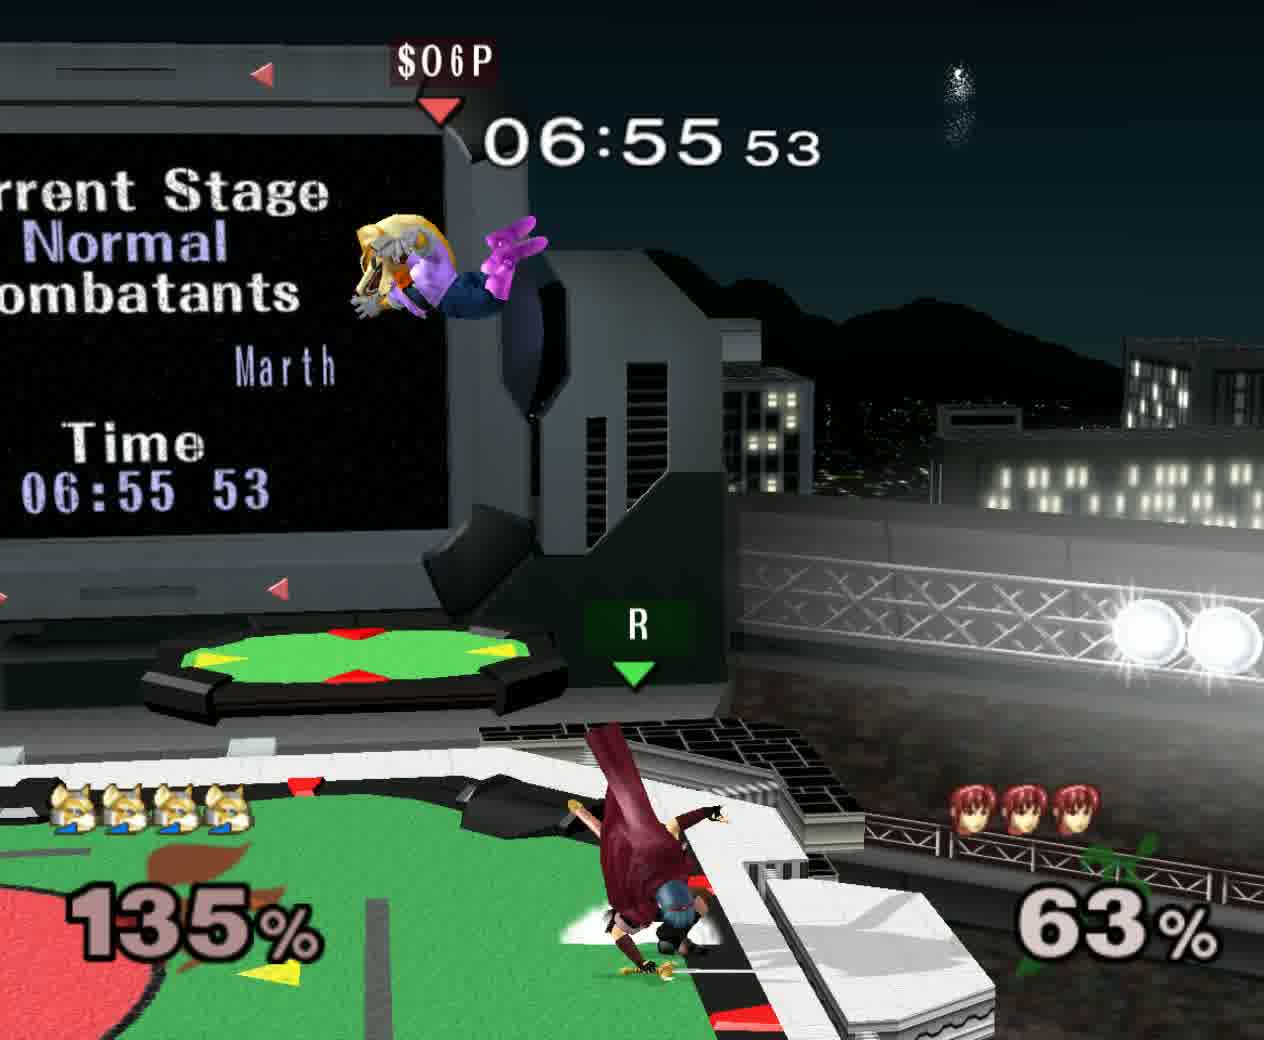 $06P
06:55 53
rrent Stage
Normal
ombatants
Marth
Time
06:55 53
R
135%
63%